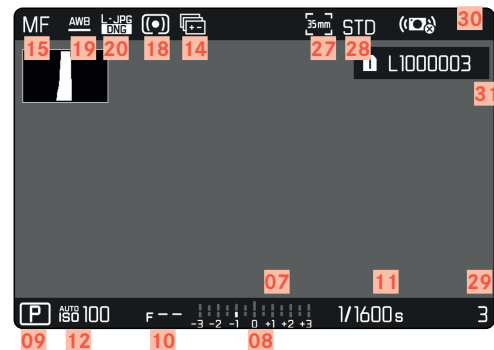 MF AWB L-JPG DNG 35mm STD 30
15 19 20 18 14 27 28
1 L1000003
31
07 11 29
P AUTO ISO 100 F-- 1/1600s 3
-3 -2 -1 0 +1 +2 +3
09 12 10 08